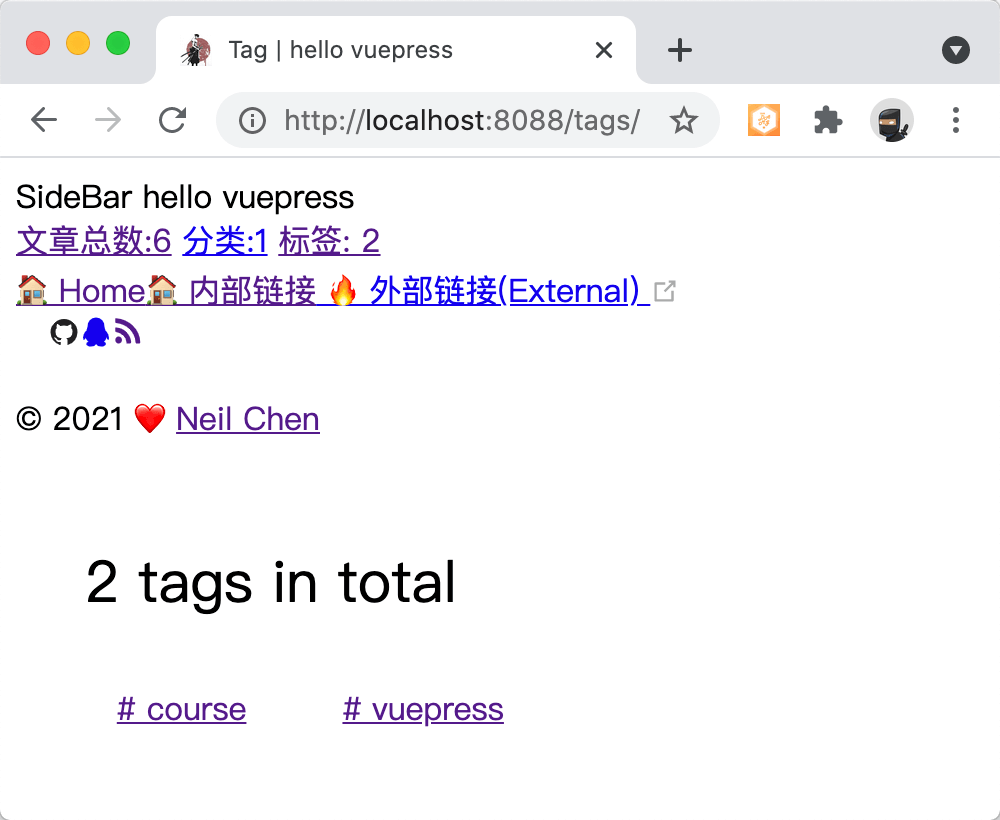 Tag | hello vuepress
http://localhost:8088/tags/
SideBar hello vuepress
文章总数:6 分类:1 标签: 2
🏠 Home🏠 内部链接 🔥 外部链接(External)
© 2021 ❤️ Neil Chen
2 tags in total
# course # vuepress